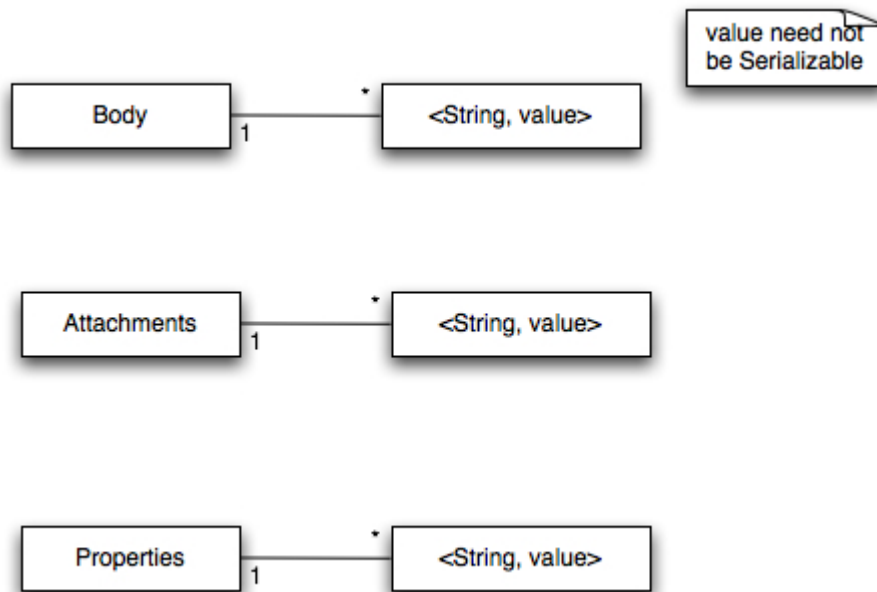 value need not
be Serializable
*
Body
<String, value>
1
*
Attachments
<String, value>
1
*
Properties
<String, value>
1